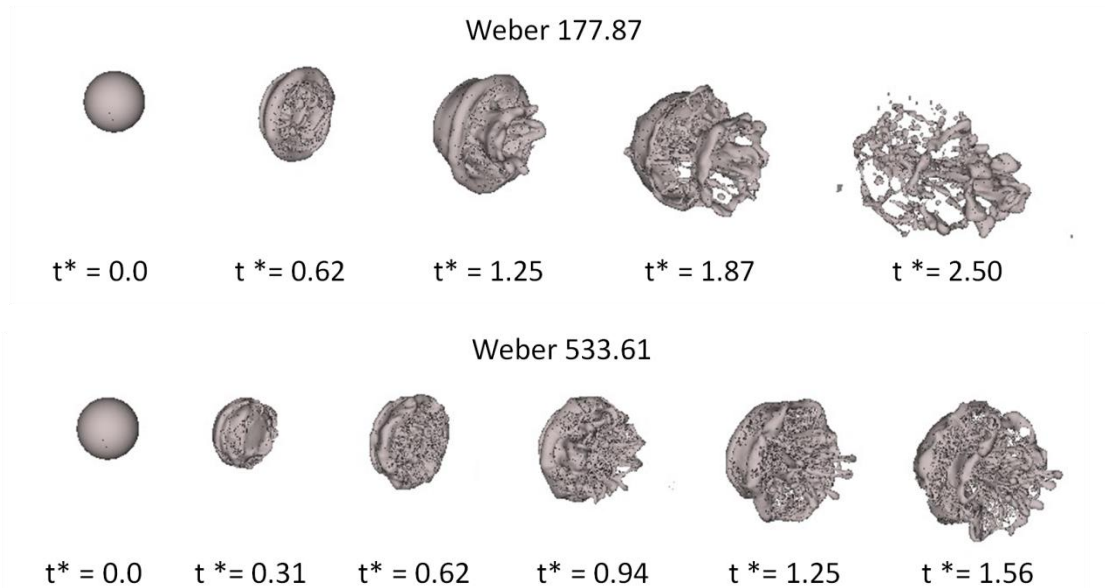 Weber 177.87
t* = 0.0 t *= 0.62 t* = 1.25 t* = 1.87 t *= 2.50
Weber 533.61
t* = 0.0 t *= 0.31 t* = 0.62 t* = 0.94 t *= 1.25 t *= 1.56